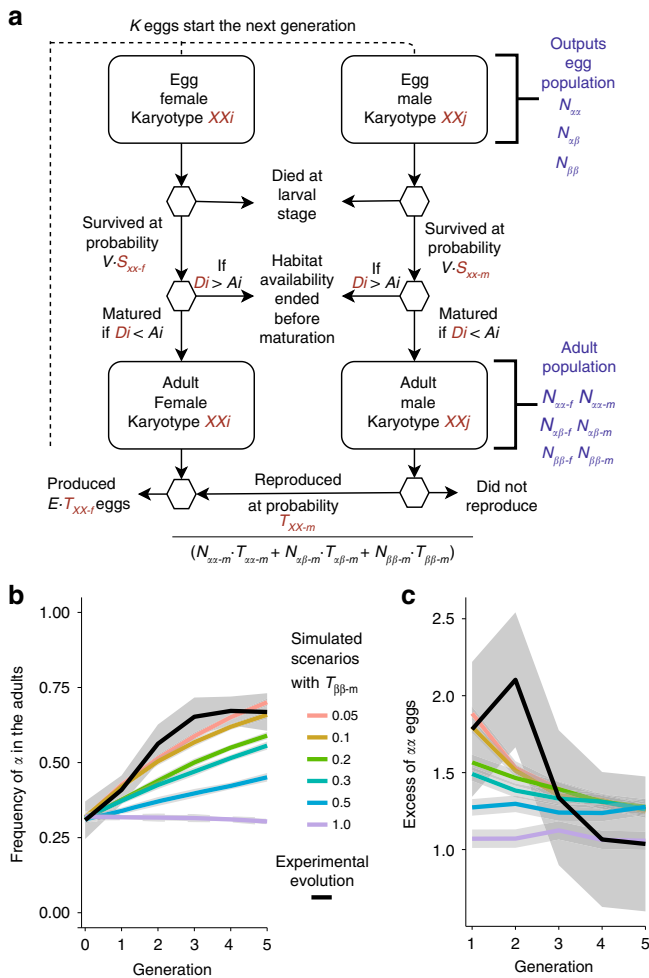 a
K eggs start the next generation
Egg
female
Karyotype XXi
Egg
male
Karyotype XXj
Outputs
egg
population
Nαα
Nαβ
Nββ
Died at
larval
stage
Survived at
probability
V·Sxx-f
Survived at
probability
V·Sxx-m
If
Di > Ai
Habitat
availability
ended
before
maturation
If
Di > Ai
Matured
if Di < Ai
Matured
if Di < Ai
Adult
Female
Karyotype XXi
Adult
male
Karyotype XXj
Adult
population
Nαα-f Nαα-m
Nαβ-f Nαβ-m
Nββ-f Nββ-m
Produced
E·TXX-f eggs
Reproduced
at probability
TXX-m
(Nαα-m·Tαα-m + Nαβ-m·Tαβ-m + Nββ-m·Tββ-m)
Did not
reproduce
b
Frequency of α in the adults
1.00
0.75
0.50
0.25
0.00
0 1 2 3 4 5
Generation
Simulated
scenarios
with Tββ-m
0.05
0.1
0.2
0.3
0.5
1.0
Experimental
evolution
c
Excess of αα eggs
2.5
2.0
1.5
1.0
1 2 3 4 5
Generation